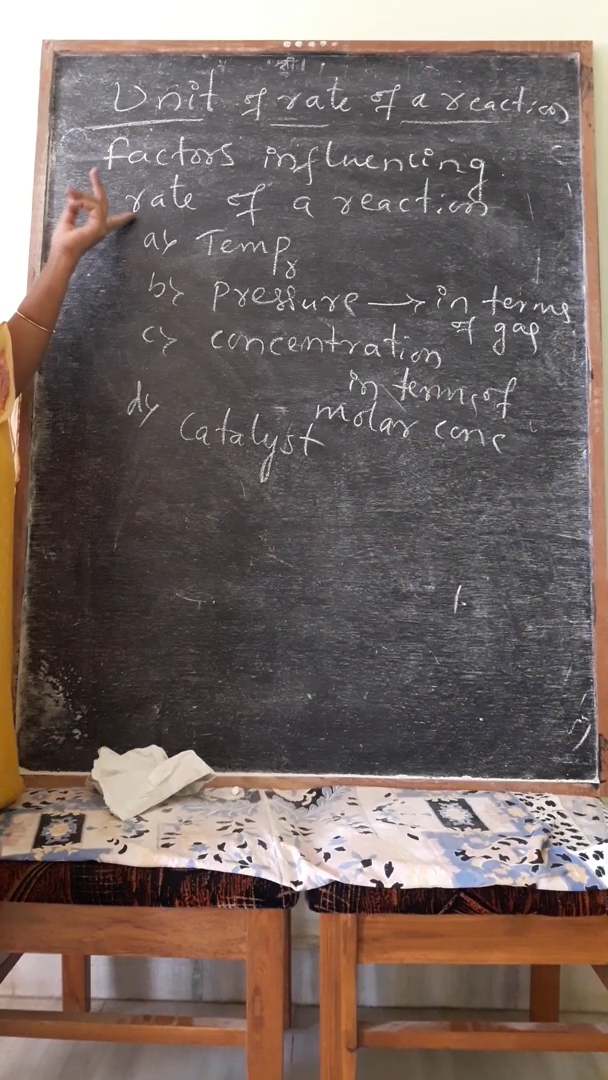 श्री
Unit of rate of a reaction
Factors influencing
rate of a reaction
a) Temp
b) Pressure → in terms
of gas
c) concentration
in terms of
molar conc
d) Catalyst